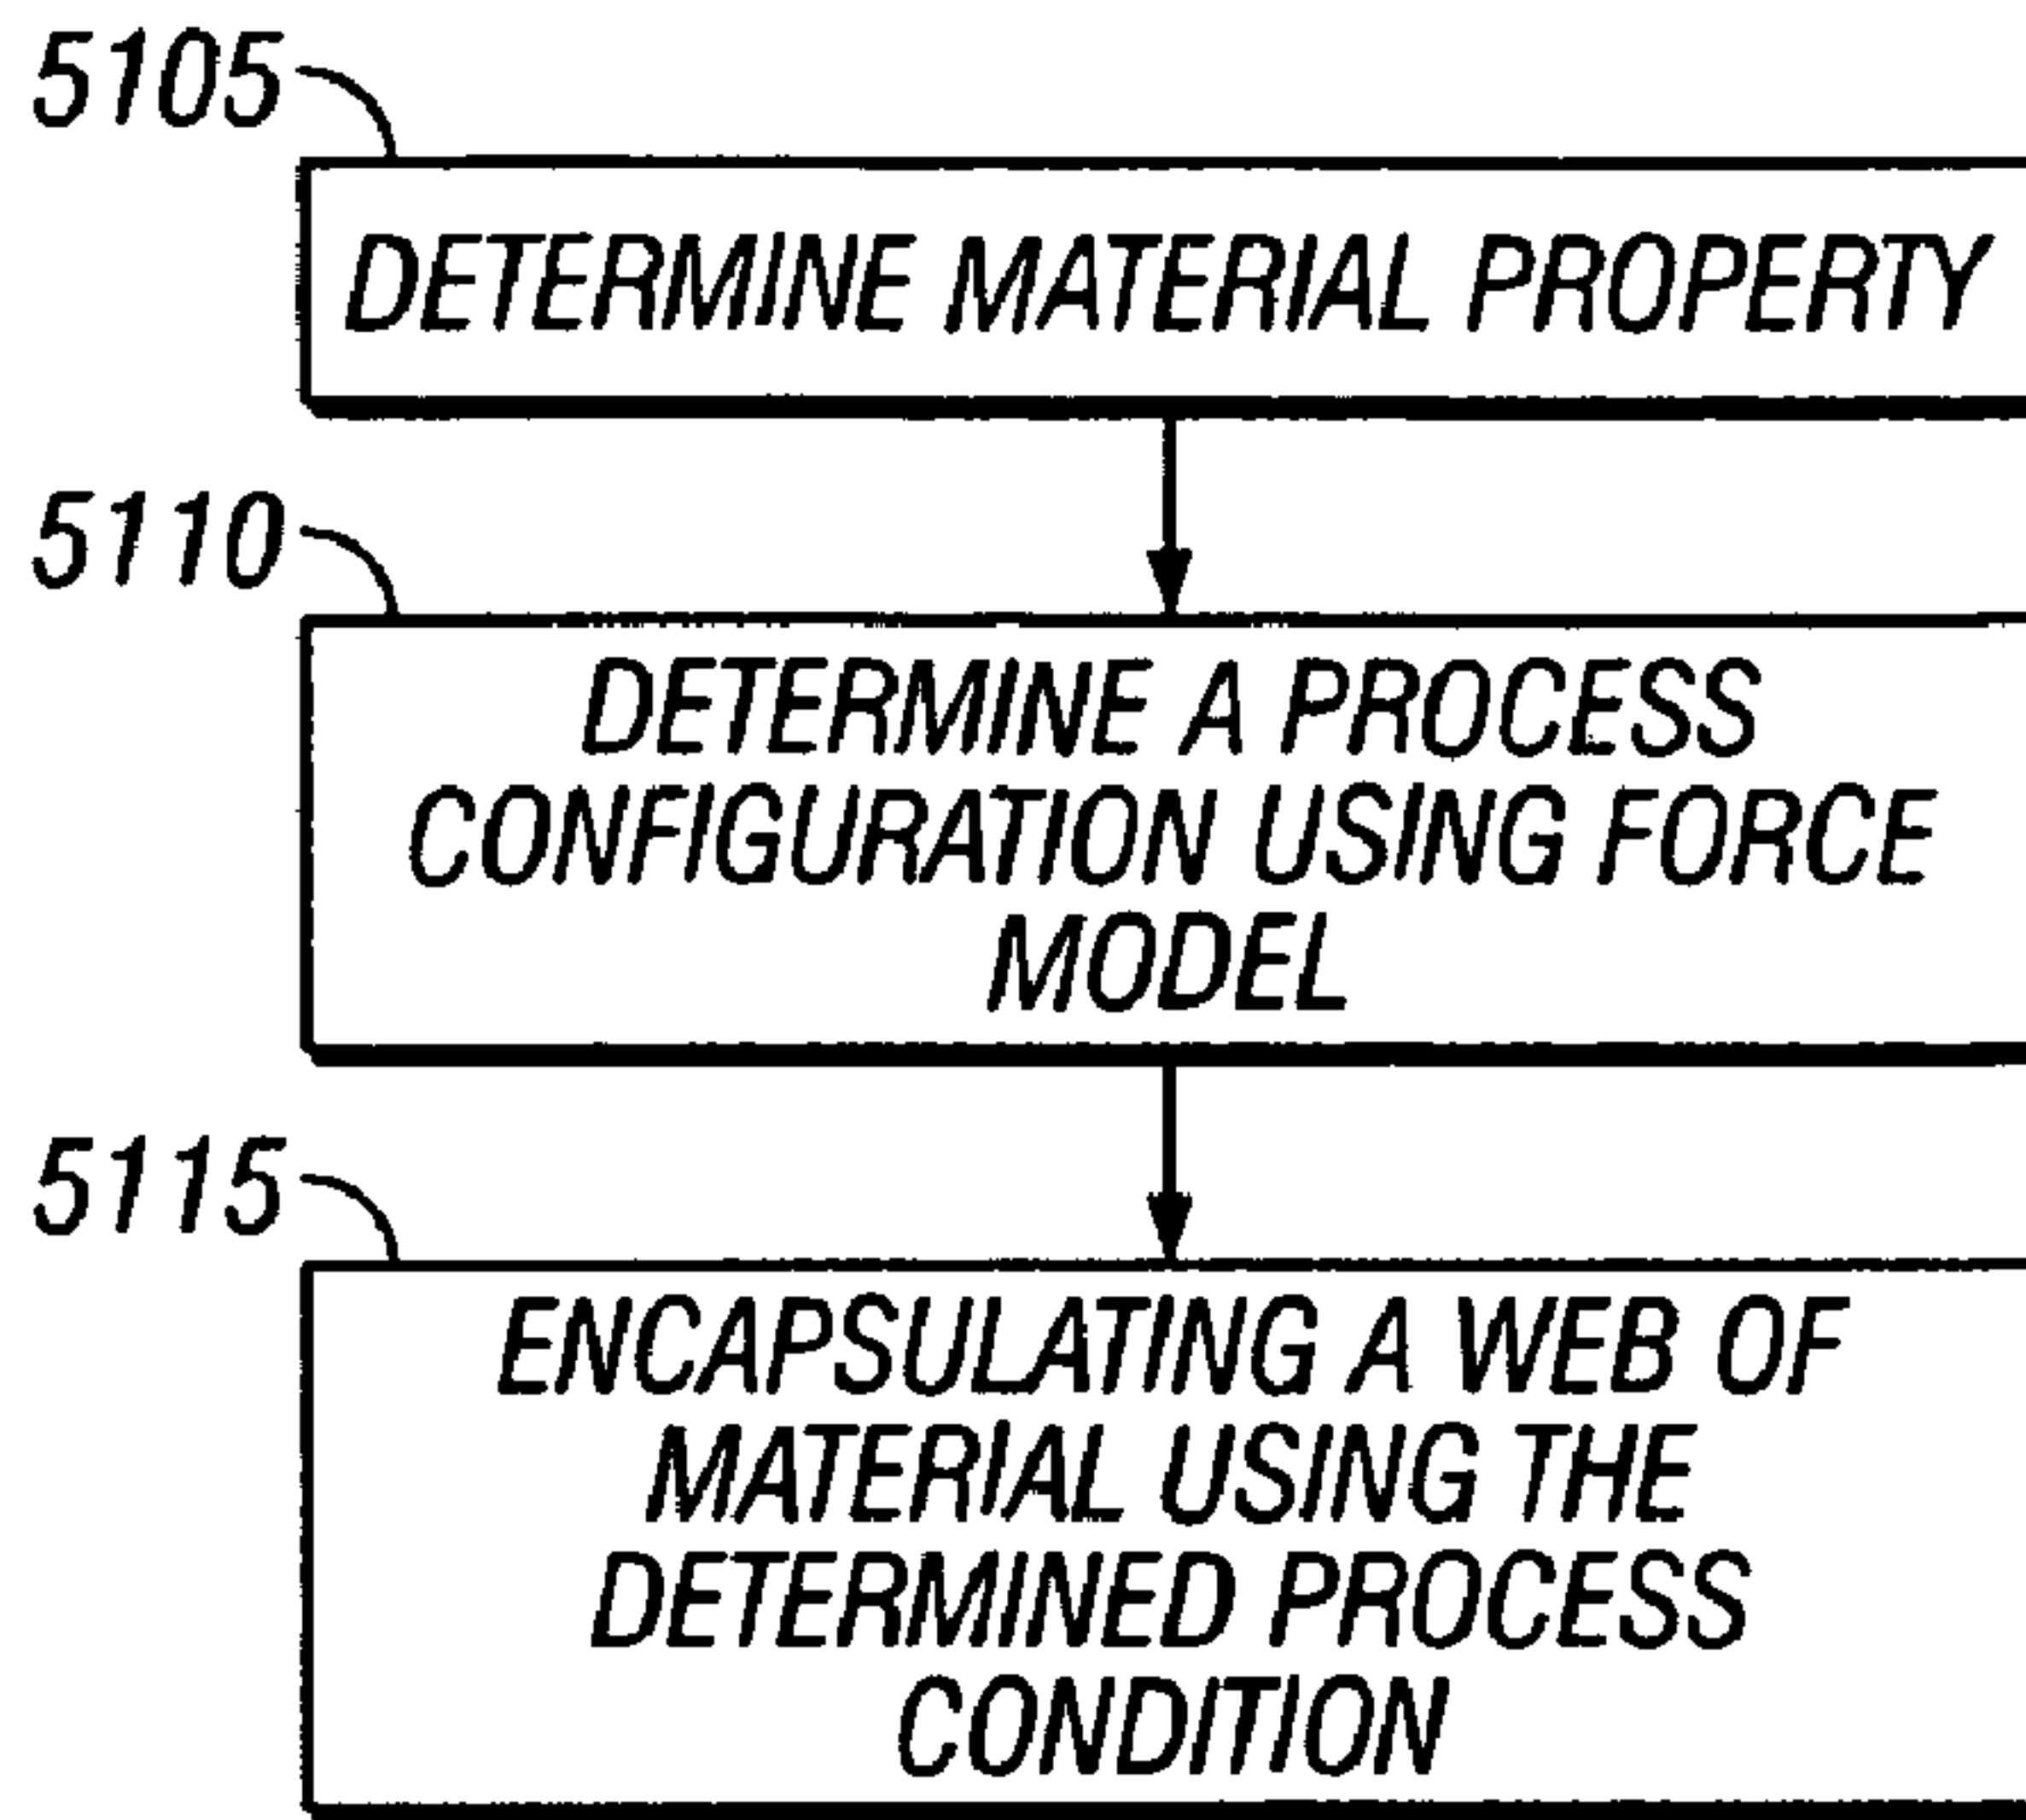 5105
DETERMINE MATERIAL PROPERTY
5110
DETERMINE A PROCESS
CONFIGURATION USING FORCE
MODEL
5115
ENCAPSULATING A WEB OF
MATERIAL USING THE
DETERMINED PROCESS
CONDITION